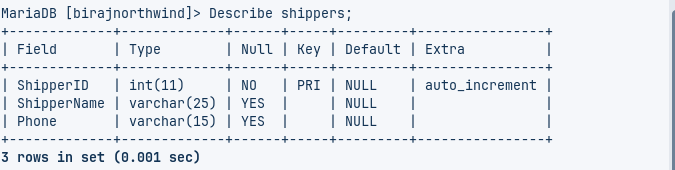 MariaDB [birajnorthwind]> Describe shippers;
+-------------+-------------+------+-----+---------+----------------+
| Field       | Type        | Null | Key | Default | Extra          |
+-------------+-------------+------+-----+---------+----------------+
| ShipperID   | int(11)     | NO   | PRI | NULL    | auto_increment |
| ShipperName | varchar(25) | YES  |     | NULL    |                |
| Phone       | varchar(15) | YES  |     | NULL    |                |
+-------------+-------------+------+-----+---------+----------------+
3 rows in set (0.001 sec)